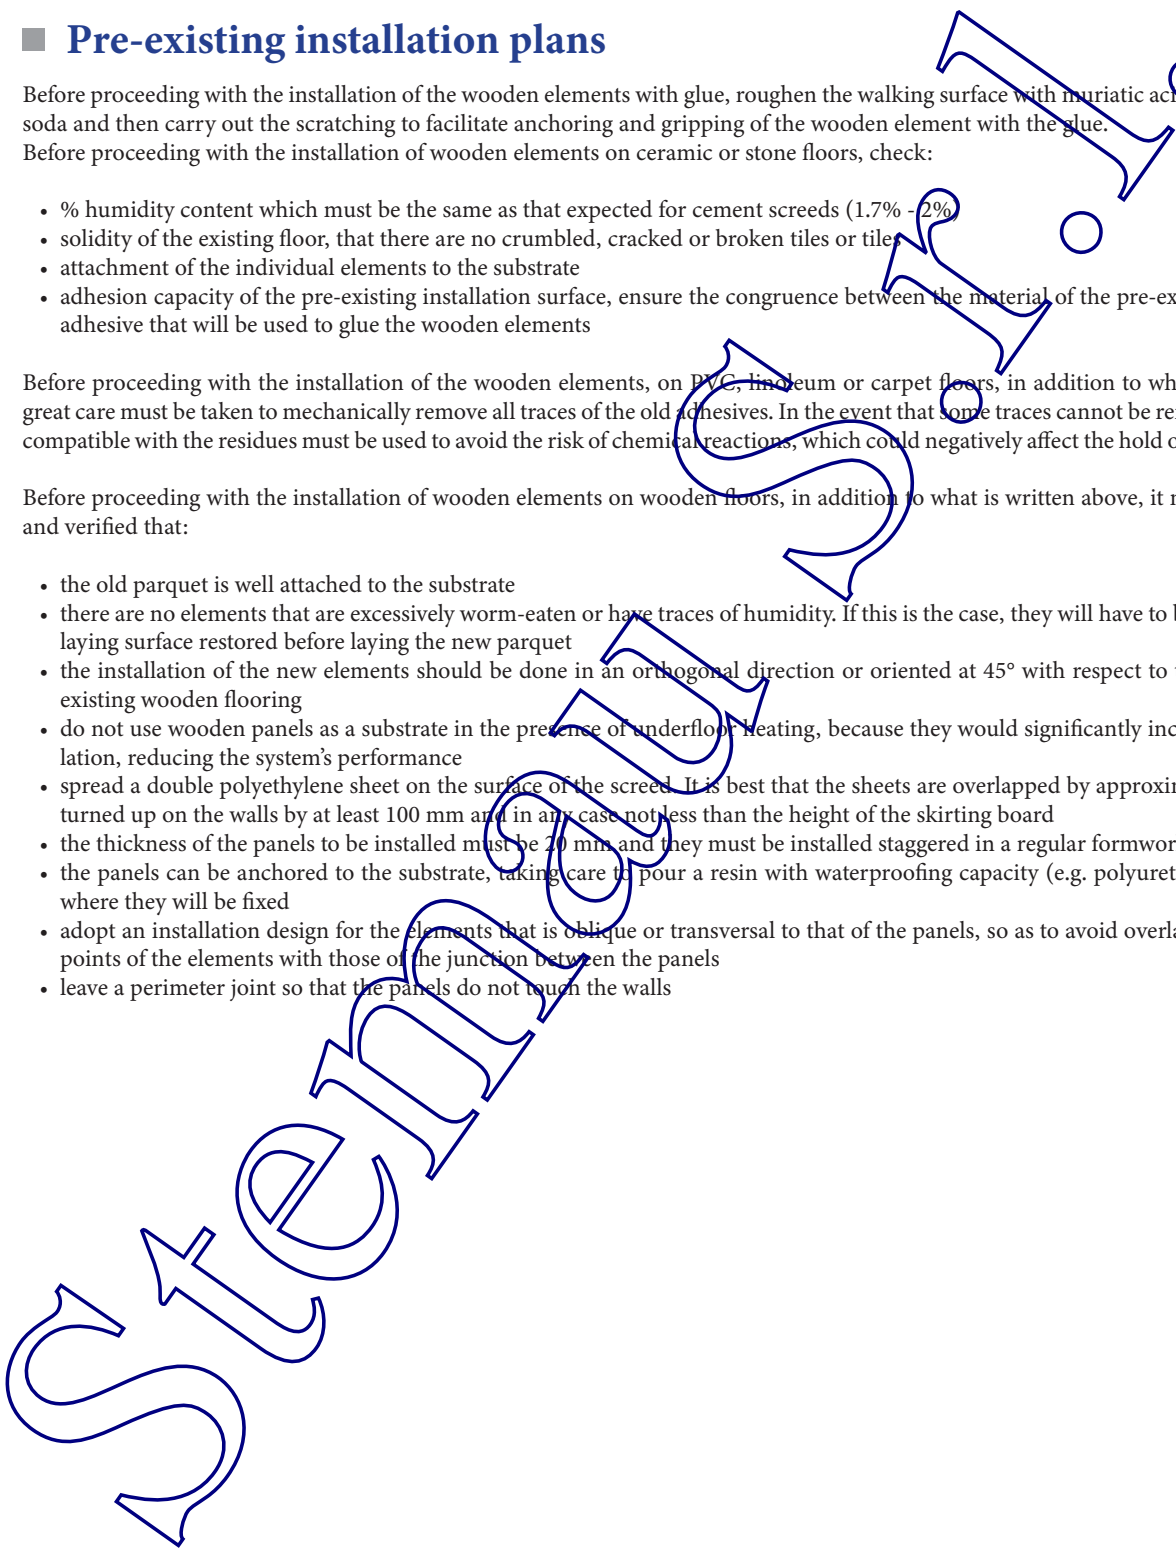 Pre-existing installation plans
Before proceeding with the installation of the wooden elements with glue, roughen the walking surface with muriatic
soda and then carry out the scratching to facilitate anchoring and gripping of the wooden element with the glue.
Before proceeding with the installation of wooden elements on ceramic or stone floors, check:
• % humidity content which must be the same as that expected for cement screeds (1.7% - 2%)
• solidity of the existing floor, that there are no crumbled, cracked or broken tiles or tiles
• attachment of the individual elements to the substrate
• adhesion capacity of the pre-existing installation surface, ensure the congruence between the material of the
adhesive that will be used to glue the wooden elements
Before proceeding with the installation of the wooden elements, on PVC, linoleum or carpet floors, in addition to
great care must be taken to mechanically remove all traces of the old adhesives. In the event that some traces cannot be
compatible with the residues must be used to avoid the risk of chemical reactions, which could negatively affect the hold
Before proceeding with the installation of wooden elements on wooden floors, in addition to what is written above, it
and verified that:
• the old parquet is well attached to the substrate
• there are no elements that are excessively worm-eaten or have traces of humidity. If this is the case, they will have to
laying surface restored before laying the new parquet
• the installation of the new elements should be done in an orthogonal direction or oriented at 45° with respect to
existing wooden flooring
• do not use wooden panels as a substrate in the presence of underfloor heating, because they would significantly
lation, reducing the system's performance
• spread a double polyethylene sheet on the surface of the screed. It is best that the sheets are overlapped by
turned up on the walls by at least 100 mm and in any case not less than the height of the skirting board
• the thickness of the panels to be installed must be 20 mm and they must be installed staggered in a regular
• the panels can be anchored to the substrate, taking care to pour a resin with waterproofing capacity (e.g.
where they will be fixed
• adopt an installation design for the elements that is oblique or transversal to that of the panels, so as to avoid
points of the elements with those of the junction between the panels
• leave a perimeter joint so that the panels do not touch the walls
Stemau S.r.l.